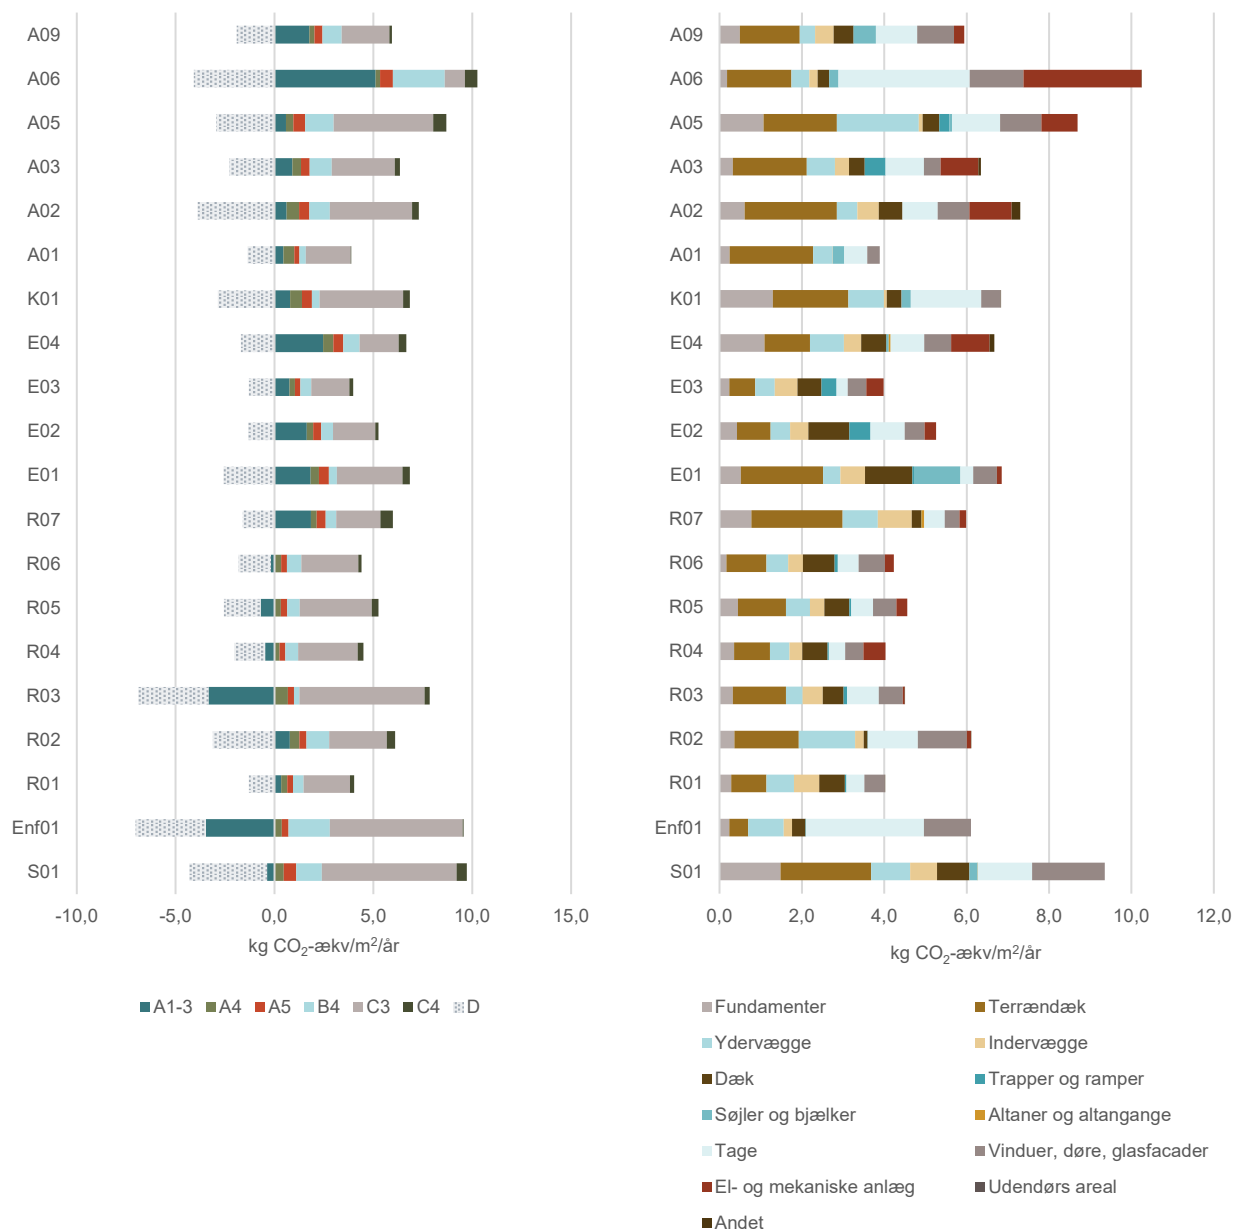 A09
A06
A05
A03
A02
A01
K01
E04
E03
E02
E01
R07
R06
R05
R04
R03
R02
R01
Enf01
S01
-10,0 -5,0 0,0 5,0 10,0 15,0
kg CO₂-ækv/m²/år
A1-3 A4 A5 B4 C3 C4 D
A09
A06
A05
A03
A02
A01
K01
E04
E03
E02
E01
R07
R06
R05
R04
R03
R02
R01
Enf01
S01
0,0 2,0 4,0 6,0 8,0 10,0 12,0
kg CO₂-ækv/m²/år
Fundamenter Terrændæk
Ydervægge Indervægge
Dæk Trapper og ramper
Søjler og bjælker Altaner og altangange
Tage Vinduer, døre, glasfacader
El- og mekaniske anlæg Udendørs areal
Andet